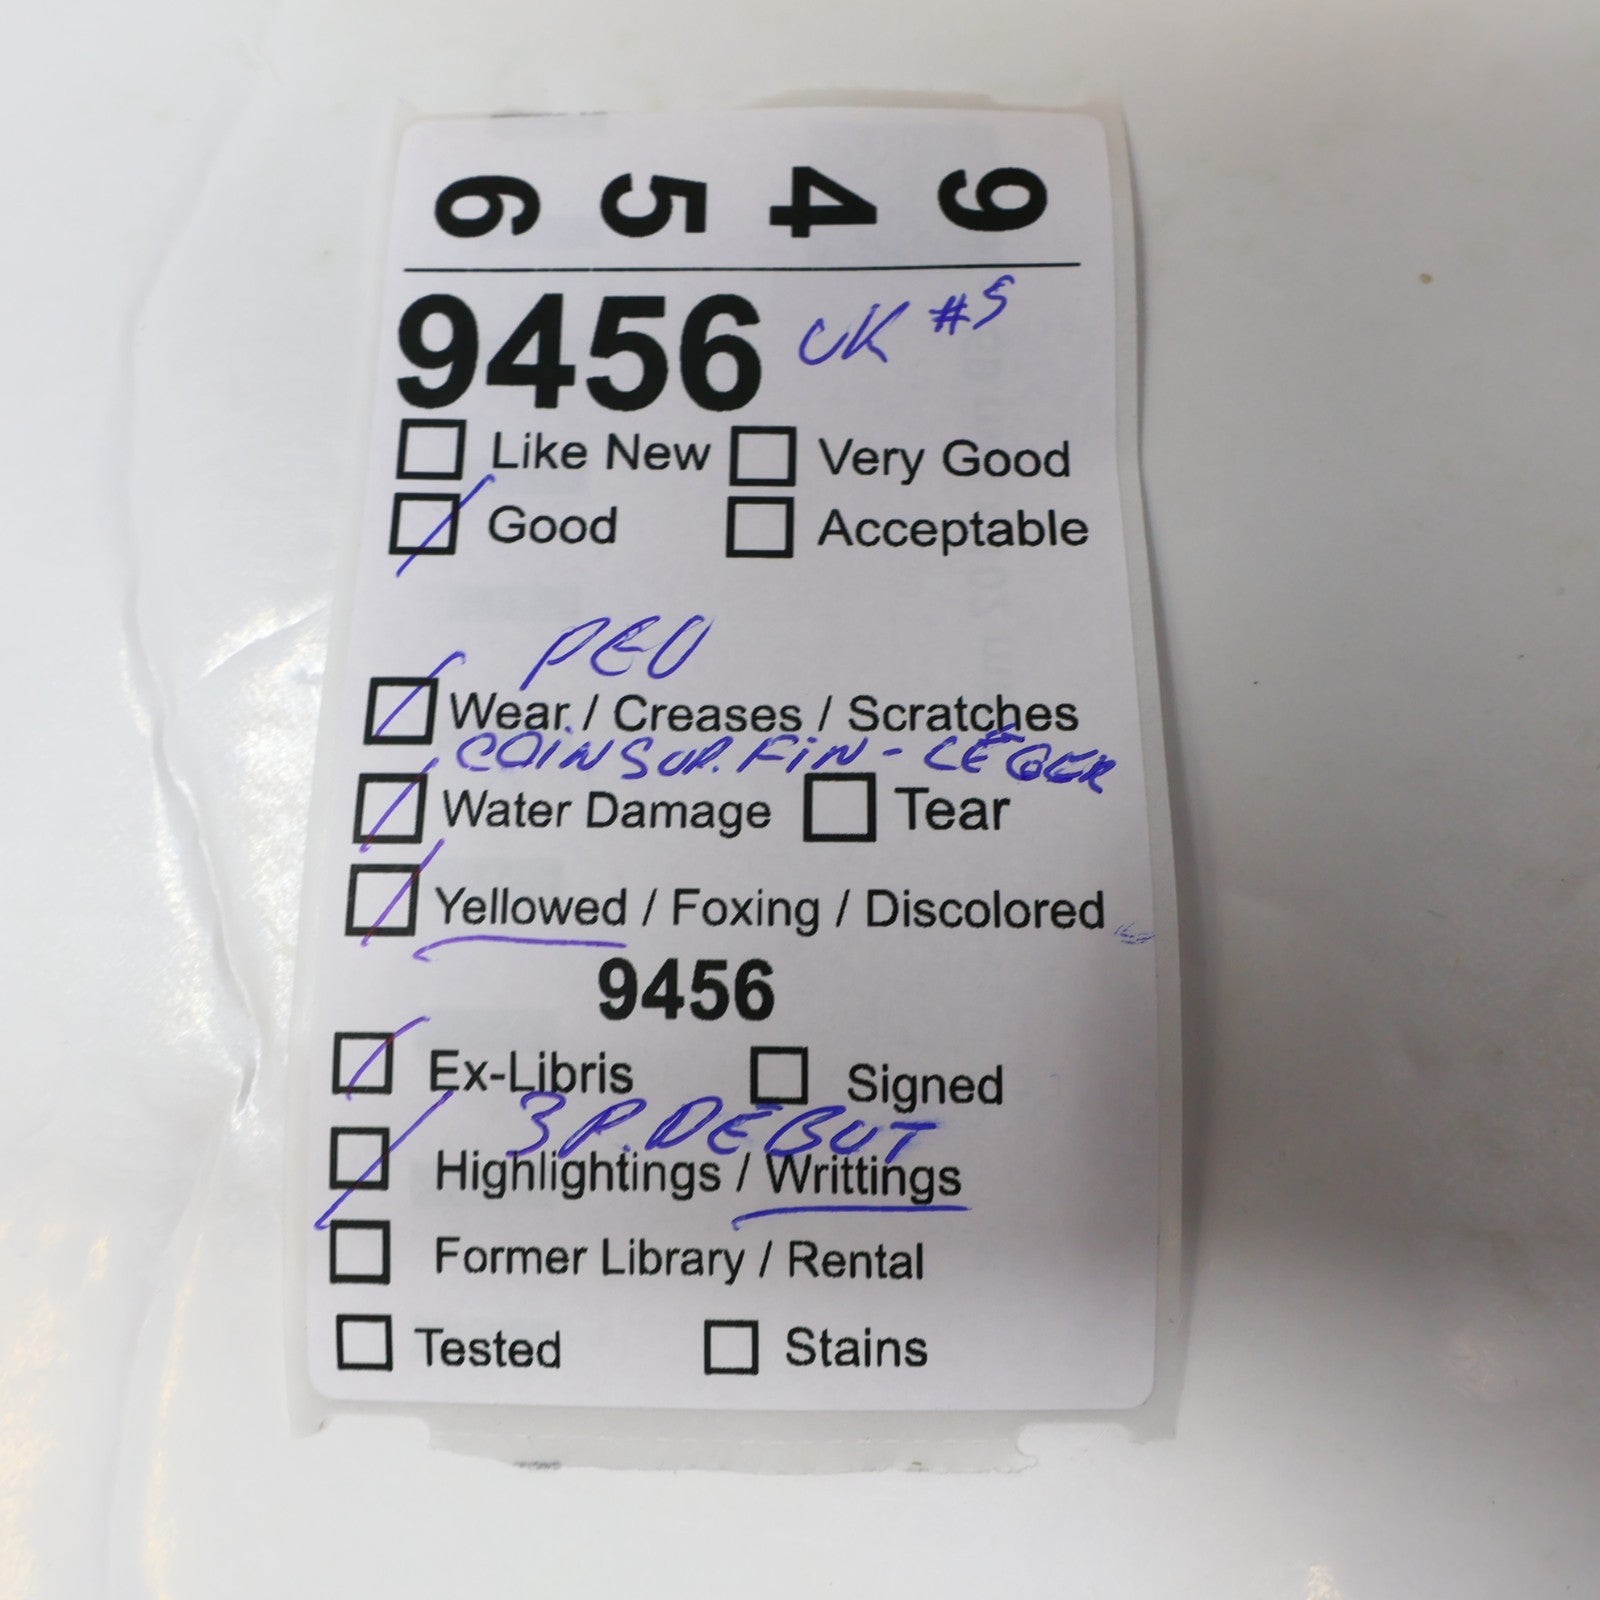 9 4 5 6
9456 UK #5
Like New Very Good
Good Acceptable
PEU
Wear / Creases / Scratches
COIN SUP. FIN - LÉGER
Water Damage Tear
Yellowed / Foxing / Discolored
9456
Ex-Libris Signed
3 P. DEBUT
Highlightings / Writtings
Former Library / Rental
Tested Stains